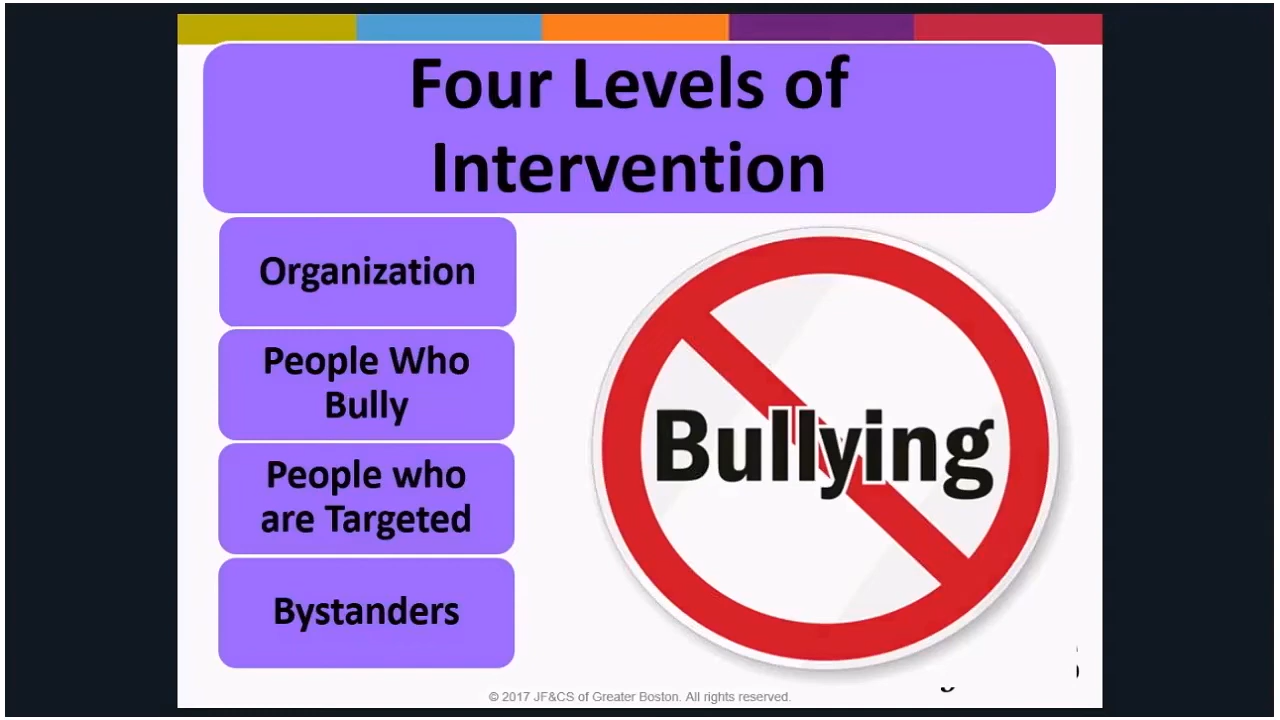 Four Levels of
Intervention
Organization
People Who
Bully
People who
are Targeted
Bystanders
Bullying
© 2017 JF&CS of Greater Boston. All rights reserved.